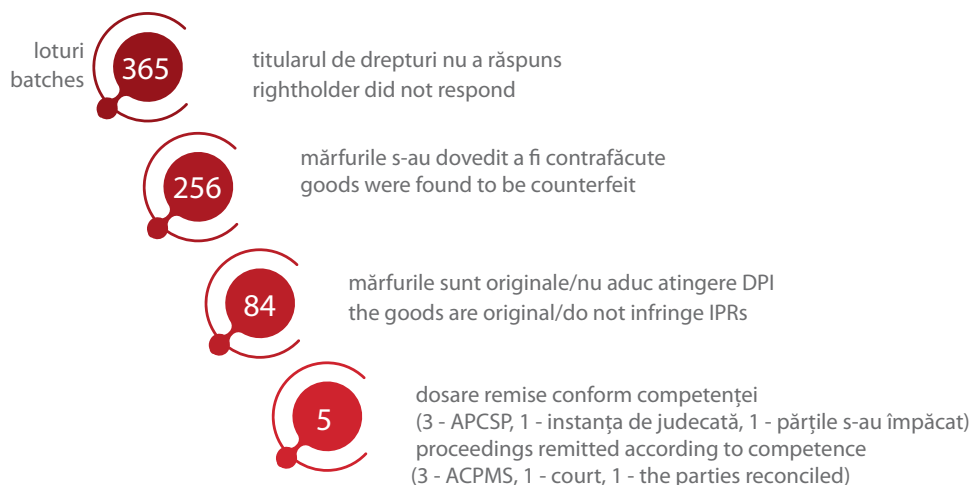 loturi
batches
365
titularul de drepturi nu a răspuns
rightholder did not respond
256
mărfurile s-au dovedit a fi contrafăcute
goods were found to be counterfeit
84
mărfurile sunt originale/nu aduc atingere DPI
the goods are original/do not infringe IPRs
5
dosare remise conform competenței
(3 - APCSP, 1 - instanța de judecată, 1 - părțile s-au împăcat)
proceedings remitted according to competence
(3 - ACPMS, 1 - court, 1 - the parties reconciled)